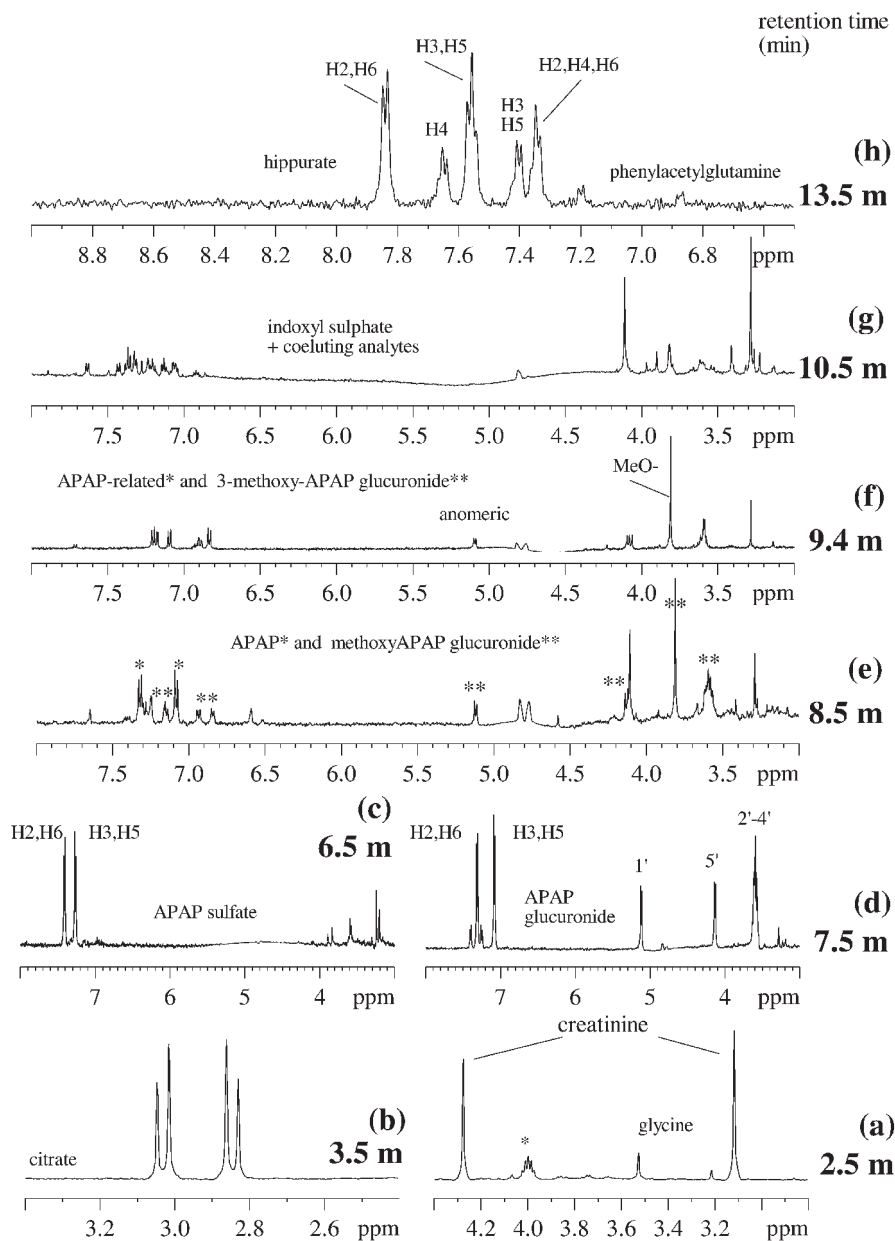 retention time
(min)
H3,H5
H2,H6
H2,H4,H6
H3
H5
H4
hippurate
phenylacetylglutamine
(h)
13.5 m
8.8 8.6 8.4 8.2 8.0 7.8 7.6 7.4 7.2 7.0 6.8 ppm
indoxyl sulphate
+ coeluting analytes
(g)
10.5 m
7.5 7.0 6.5 6.0 5.5 5.0 4.5 4.0 3.5 ppm
APAP-related* and 3-methoxy-APAP glucuronide**
MeO-
anomeric
(f)
9.4 m
7.5 7.0 6.5 6.0 5.5 5.0 4.5 4.0 3.5 ppm
APAP* and methoxyAPAP glucuronide**
**
* * ** ** ** ** **
(e)
8.5 m
7.5 7.0 6.5 6.0 5.5 5.0 4.5 4.0 3.5 ppm
(c)
6.5 m
H2,H6 H3,H5
APAP sulfate
7 6 5 4 ppm
H2,H6 H3,H5
2'-4'
1' 5'
APAP
glucuronide
(d)
7.5 m
7 6 5 4 ppm
(b)
3.5 m
citrate
3.2 3.0 2.8 2.6 ppm
creatinine
glycine
*
(a)
2.5 m
4.2 4.0 3.8 3.6 3.4 3.2 ppm